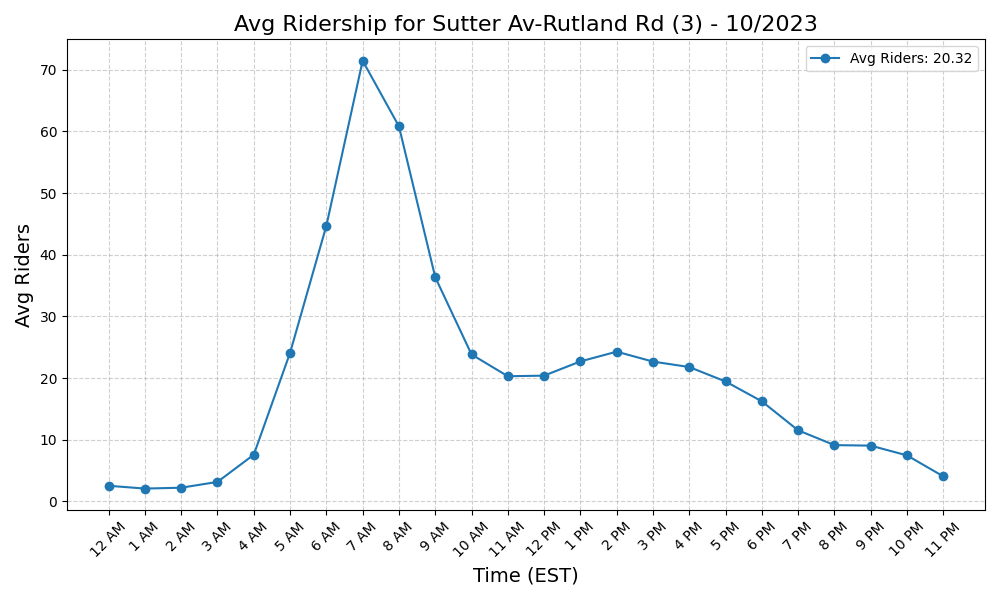 Avg Ridership for Sutter Av-Rutland Rd (3) - 10/2023
Avg Riders: 20.32
Avg Riders
70
60
50
40
30
20
10
0
12 AM
1 AM
2 AM
3 AM
4 AM
5 AM
6 AM
7 AM
8 AM
9 AM
10 AM
11 AM
12 PM
1 PM
2 PM
3 PM
4 PM
5 PM
6 PM
7 PM
8 PM
9 PM
10 PM
11 PM
Time (EST)